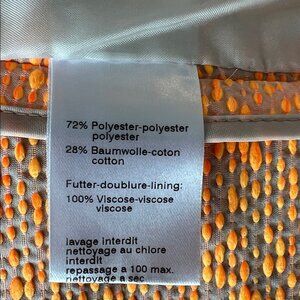 72% Polyester-polyester
polyester
28% Baumwolle-coton
cotton
Futter-doublure-lining:
100% Viscose-viscose
viscose
lavage interdit
nettoyage au chlore
interdit
repassage a 100 max.
nettoyage a sec